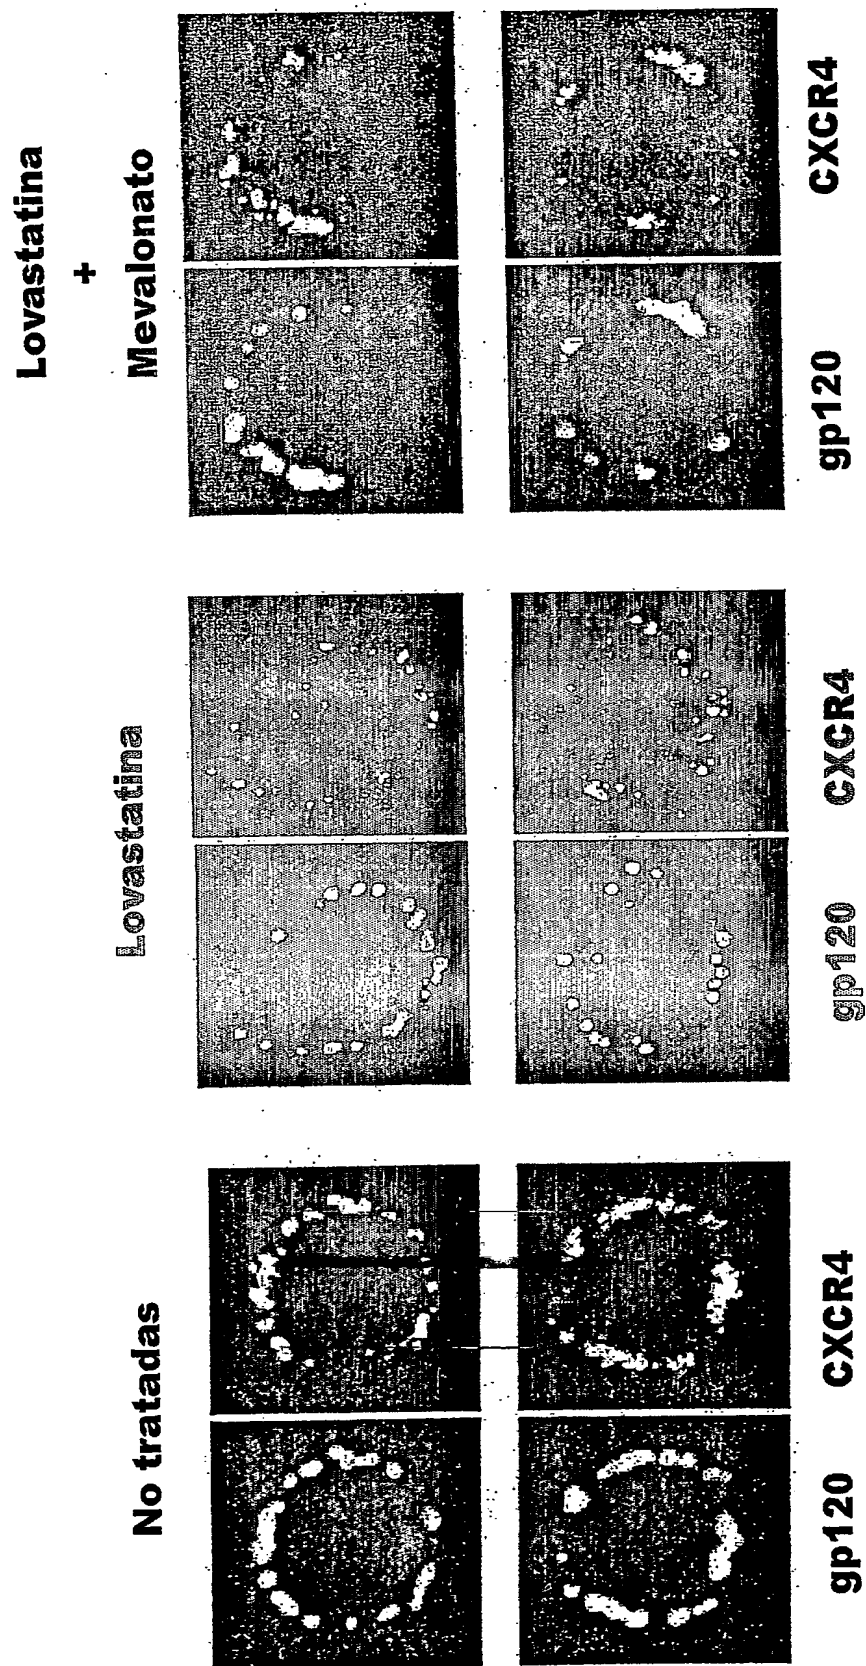 No tratadas
Lovastatina
Lovastatina
+
Mevalonato
gp120
CXCR4
gp120
CXCR4
gp120
CXCR4